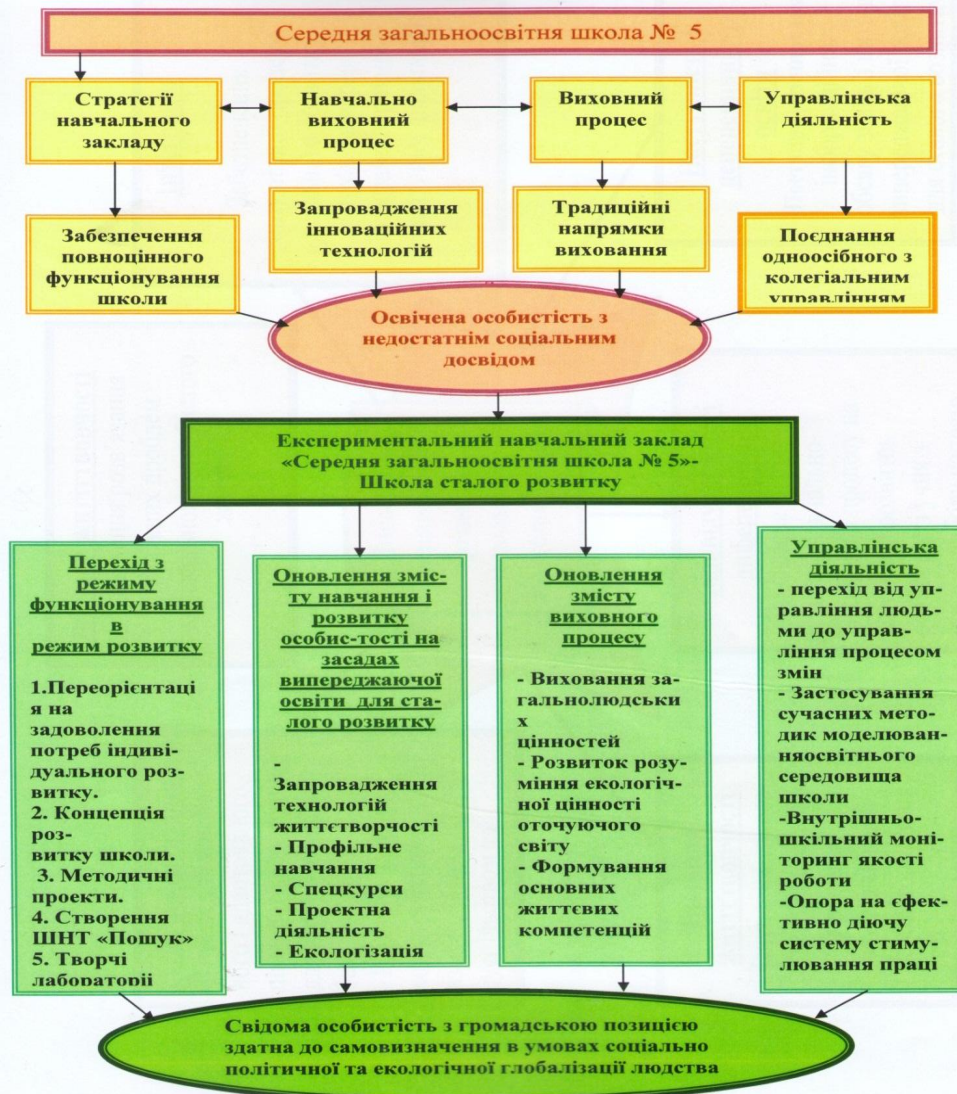 Середня загальноосвітня школа № 5
Стратегії
навчального
закладу
Навчально
виховний
процес
Виховний
процес
Управлінська
діяльність
Забезпечення
повноцінного
функціонування
школи
Запровадження
інноваційних
технологій
Традиційні
напрямки
виховання
Поєднання
одноосібного з
колегіальним
управлінням
Освічена особистість з
недостатнім соціальним
досвідом
Експериментальний навчальний заклад
«Середня загальноосвітня школа № 5»-
Школа сталого розвитку
Перехід з
режиму
функціонування
в
режим розвитку
1.Переорієнтаці
я на
задоволення
потреб індиві-
дуального роз-
витку.
2. Концепція
роз-
витку школи.
3. Методичні
проекти.
4. Створення
ШНТ «Пошук»
5. Творчі
лабораторії
Оновлення зміс-
ту навчання і
розвитку
особис-тості на
засадах
випереджаючої
освіти для ста-
лого розвитку
-
Запровадження
технологій
життєтворчості
- Профільне
навчання
- Спецкурси
- Проектна
діяльність
- Екологізація
Оновлення
змісту
виховного
процесу
- Виховання за-
гальнолюдськи
х
цінностей
- Розвиток розу-
міння екологіч-
ної цінності
оточуючого
світу
- Формування
основних
життєвих
компетенцій
Управлінська
діяльність
- перехід від уп-
равління людь-
ми до управ-
ління процесом
змін
- Застосування
сучасних мето-
дик моделюван-
няосвітнього
середовища
школи
-Внутрішньо-
шкільний моні-
торинг якості
роботи
-Опора на єфек-
тивно діючу
систему стиму-
лювання праці
Свідома особистість з громадською позицією
здатна до самовизначення в умовах соціально
політичної та екологічної глобалізації людства